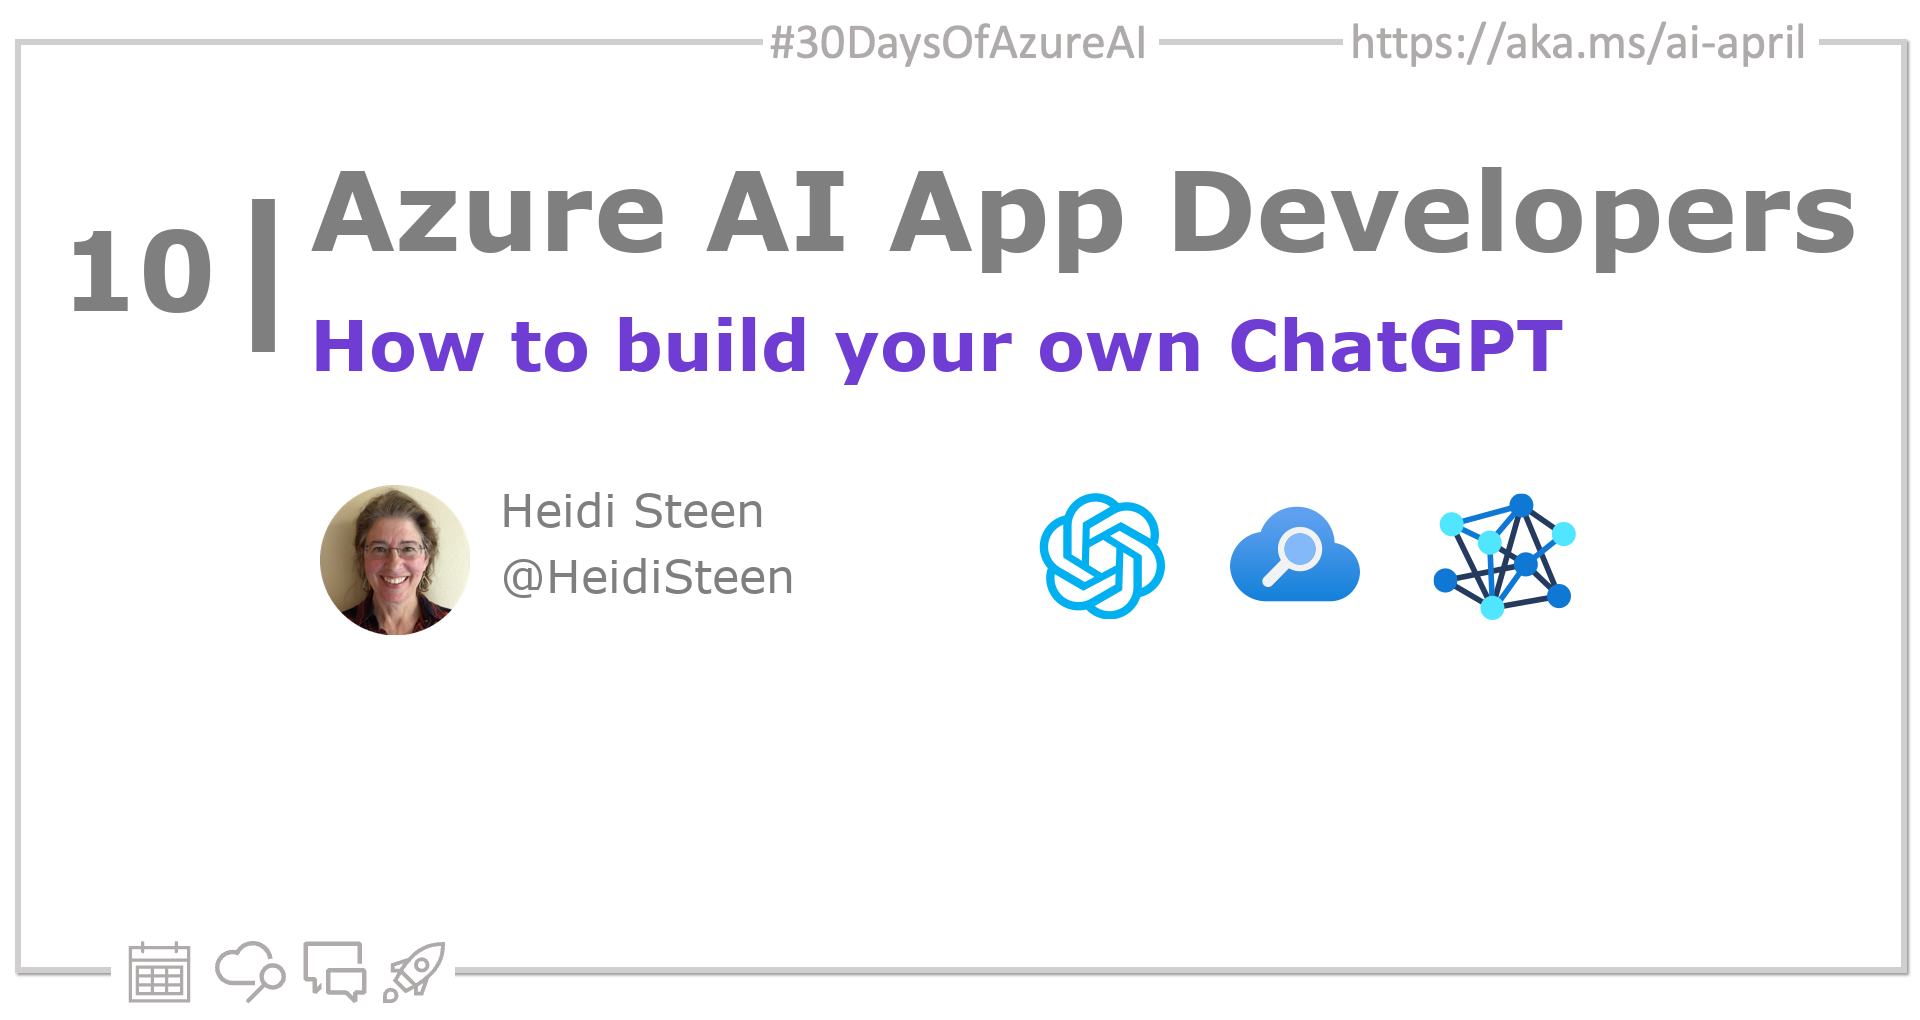 #30DaysOfAzureAI
https://aka.ms/ai-april
10
Azure AI App Developers
How to build your own ChatGPT
Heidi Steen
@HeidiSteen